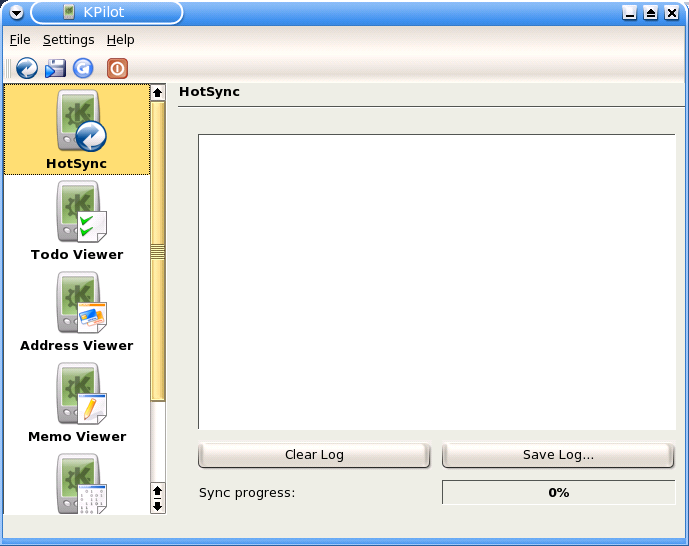 KPilot
File Settings Help
HotSync
HotSync
Todo Viewer
Address Viewer
Memo Viewer
Clear Log
Save Log...
Sync progress:
0%